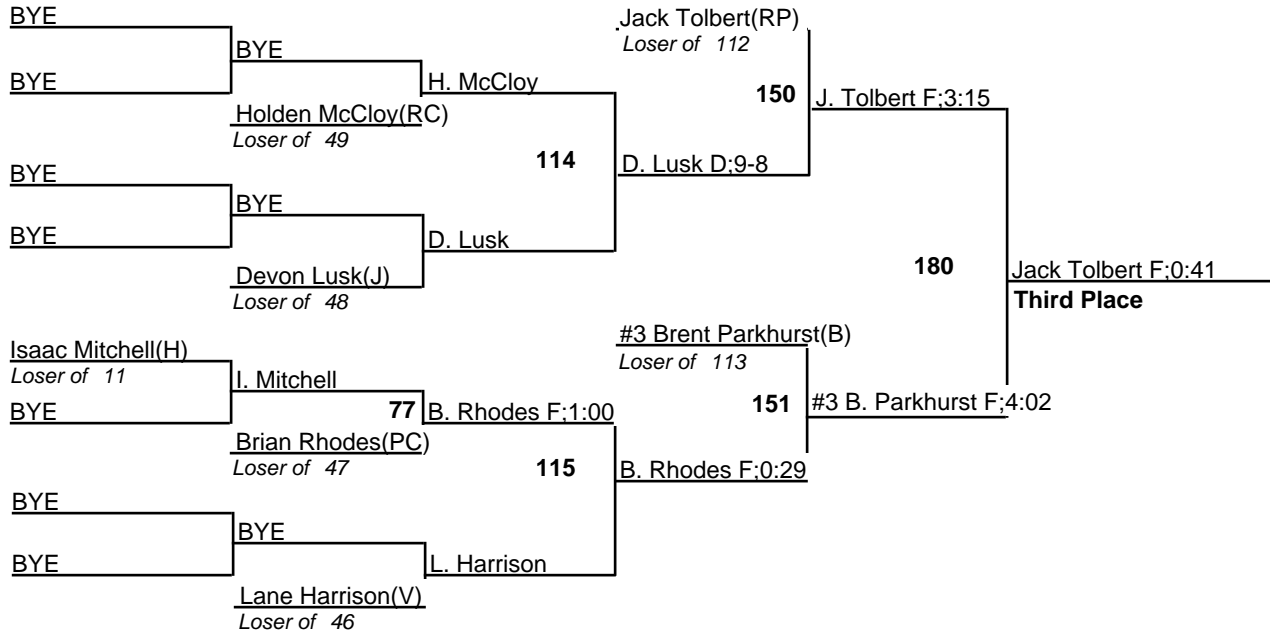 BYE
Jack Tolbert(RP)
Loser of 112
BYE
BYE
H. McCloy
150
J. Tolbert F;3:15
Holden McCloy(RC)
Loser of 49
114
D. Lusk D;9-8
BYE
BYE
BYE
D. Lusk
180
Jack Tolbert F;0:41
Third Place
Devon Lusk(J)
Loser of 48
#3 Brent Parkhurst(B)
Loser of 113
Isaac Mitchell(H)
Loser of 11
I. Mitchell
BYE
77
B. Rhodes F;1:00
151
#3 B. Parkhurst F;4:02
Brian Rhodes(PC)
Loser of 47
115
B. Rhodes F;0:29
BYE
BYE
BYE
L. Harrison
Lane Harrison(V)
Loser of 46